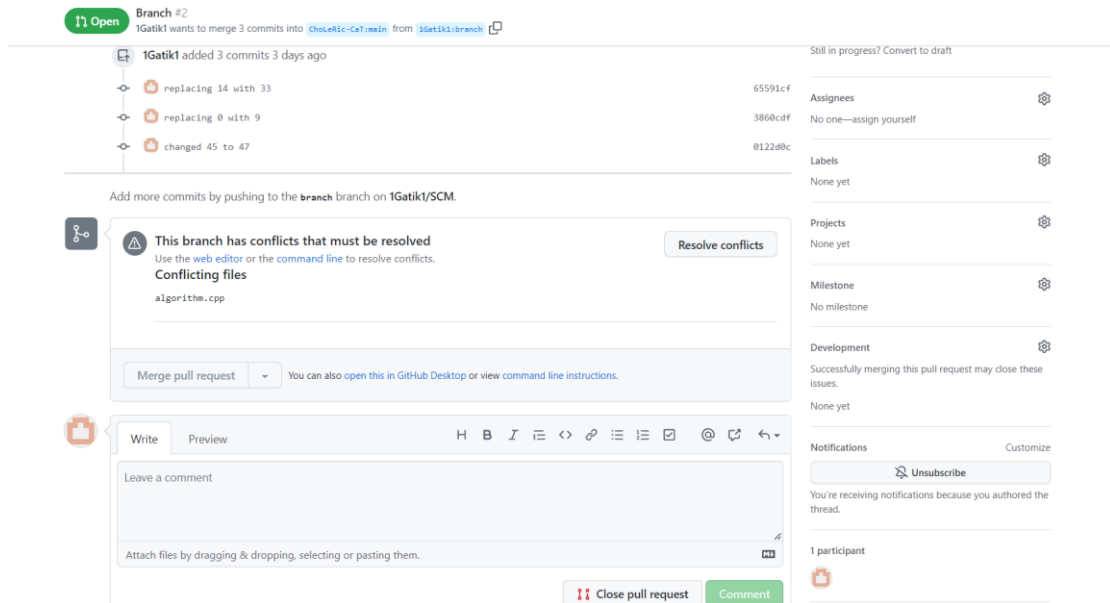 Open
Branch #2
1Gatik1 wants to merge 3 commits into ChoLeRic-CaT:main from 1Gatik1:branch
1Gatik1 added 3 commits 3 days ago
replacing 14 with 33 65591cf
replacing 0 with 9 3860cdf
changed 45 to 47 0122d0c
Add more commits by pushing to the branch branch on 1Gatik1/SCM.
This branch has conflicts that must be resolved
Use the web editor or the command line to resolve conflicts.
Resolve conflicts
Conflicting files
algorithm.cpp
Merge pull request
You can also open this in GitHub Desktop or view command line instructions.
Write Preview
Leave a comment
Attach files by dragging & dropping, selecting or pasting them.
Close pull request Comment
Still in progress? Convert to draft
Assignees
No one—assign yourself
Labels
None yet
Projects
None yet
Milestone
No milestone
Development
Successfully merging this pull request may close these
issues.
None yet
Notifications Customize
Unsubscribe
You're receiving notifications because you authored the
thread.
1 participant